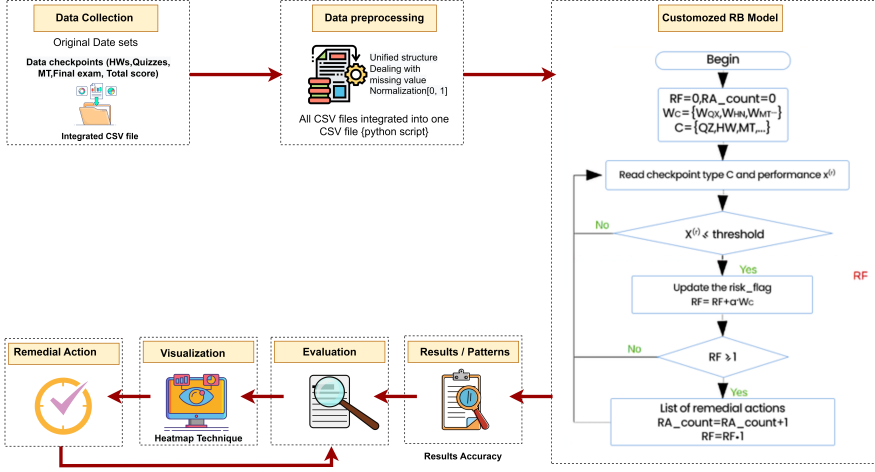 Data Collection
Original Date sets
Data checkpoints (HWs,Quizzes,
MT,Final exam, Total score)
Integrated CSV file
Data preprocessing
Unified structure
Dealing with
missing value
Normalization[0, 1]
All CSV files integrated into one
CSV file {python script}
Customozed RB Model
Begin
RF=0,RA_count=0
Wc={WQX,WHN,WMT...}
C={QZ,HW,MT,...}
Read checkpoint type C and performance x⁽ʳ⁾
No
X⁽ʳ⁾ ≤ threshold
Yes
Update the risk_flag
RF= RF+α·Wc
RF
No
RF ≥1
Yes
List of remedial actions
RA_count=RA_count+1
RF=RF-1
Remedial Action
Visualization
Heatmap Technique
Evaluation
Results / Patterns
Results Accuracy